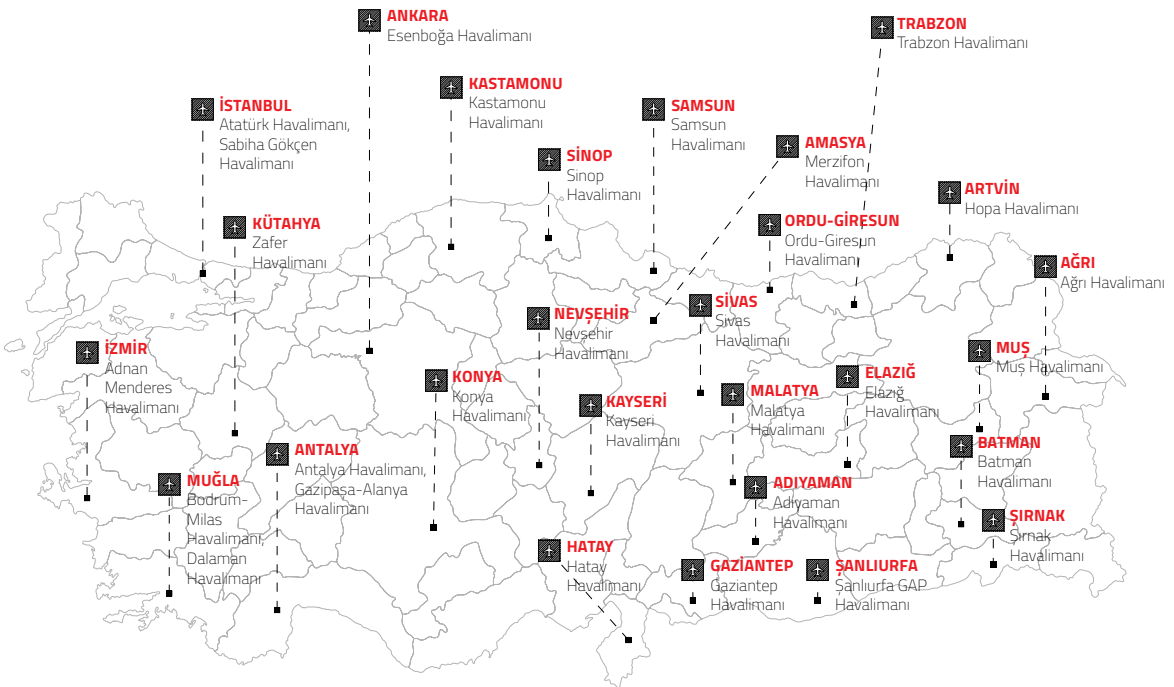 ANKARA
Esenboğa Havalimanı
TRABZON
Trabzon Havalimanı
KASTAMONU
Kastamonu
Havalimanı
İSTANBUL
Atatürk Havalimanı,
Sabiha Gökçen
Havalimanı
SAMSUN
Samsun
Havalimanı
AMASYA
Merzifon
Havalimanı
SİNOP
Sinop
Havalimanı
ARTVİN
Hopa Havalimanı
KÜTAHYA
Zafer
Havalimanı
ORDU-GİRESUN
Ordu-Giresun
Havalimanı
AĞRI
Ağrı Havalimanı
SİVAS
Sivas
Havalimanı
NEVŞEHİR
Nevşehir
Havalimanı
İZMİR
Adnan
Menderes
Havalimanı
MUŞ
Muş Havalimanı
KONYA
Konya
Havalimanı
ELAZIĞ
Elazığ
Havalimanı
MALATYA
Malatya
Havalimanı
KAYSERİ
Kayseri
Havalimanı
ANTALYA
Antalya Havalimanı,
Gazipaşa-Alanya
Havalimanı
BATMAN
Batman
Havalimanı
MUĞLA
Bodrum-
Milas
Havalimanı,
Dalaman
Havalimanı
ADIYAMAN
Adıyaman
Havalimanı
ŞIRNAK
Şırnak
Havalimanı
HATAY
Hatay
Havalimanı
GAZİANTEP
Gaziantep
Havalimanı
ŞANLIURFA
Şanlıurfa GAP
Havalimanı